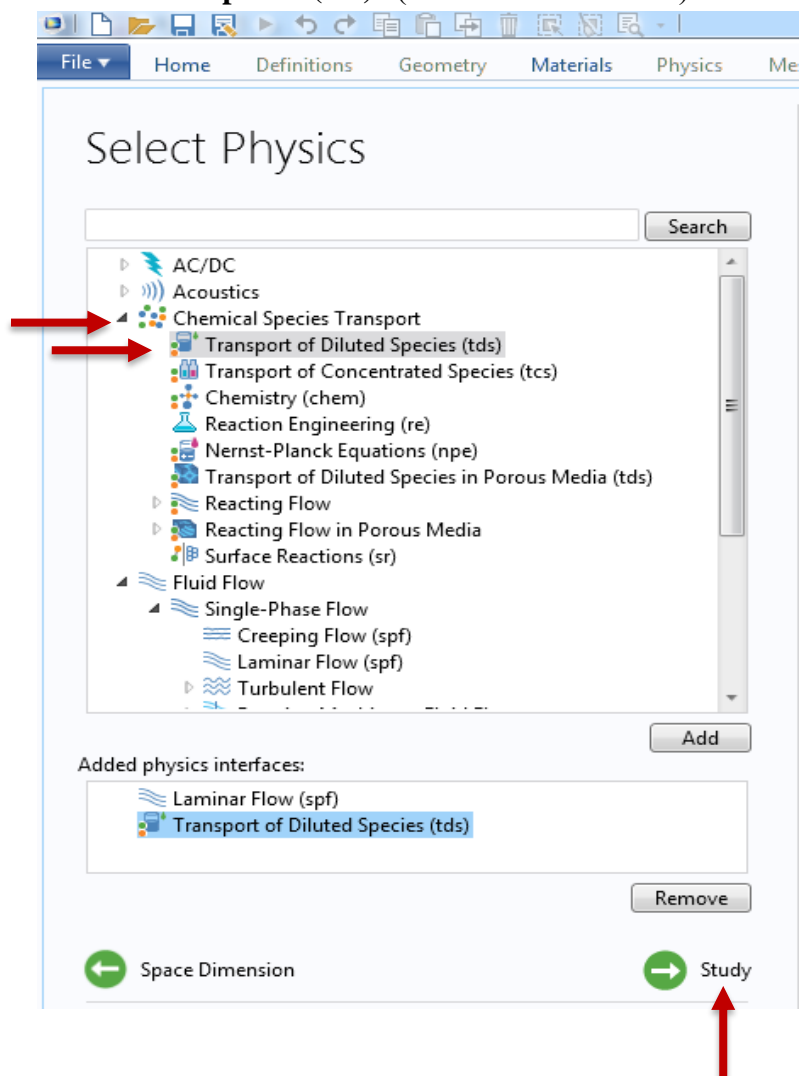 File Home Definitions Geometry Materials Physics Me
Select Physics
Search
AC/DC
Acoustics
Chemical Species Transport
Transport of Diluted Species (tds)
Transport of Concentrated Species (tcs)
Chemistry (chem)
Reaction Engineering (re)
Nernst-Planck Equations (npe)
Transport of Diluted Species in Porous Media (tds)
Reacting Flow
Reacting Flow in Porous Media
Surface Reactions (sr)
Fluid Flow
Single-Phase Flow
Creeping Flow (spf)
Laminar Flow (spf)
Turbulent Flow
Add
Added physics interfaces:
Laminar Flow (spf)
Transport of Diluted Species (tds)
Remove
Space Dimension Study